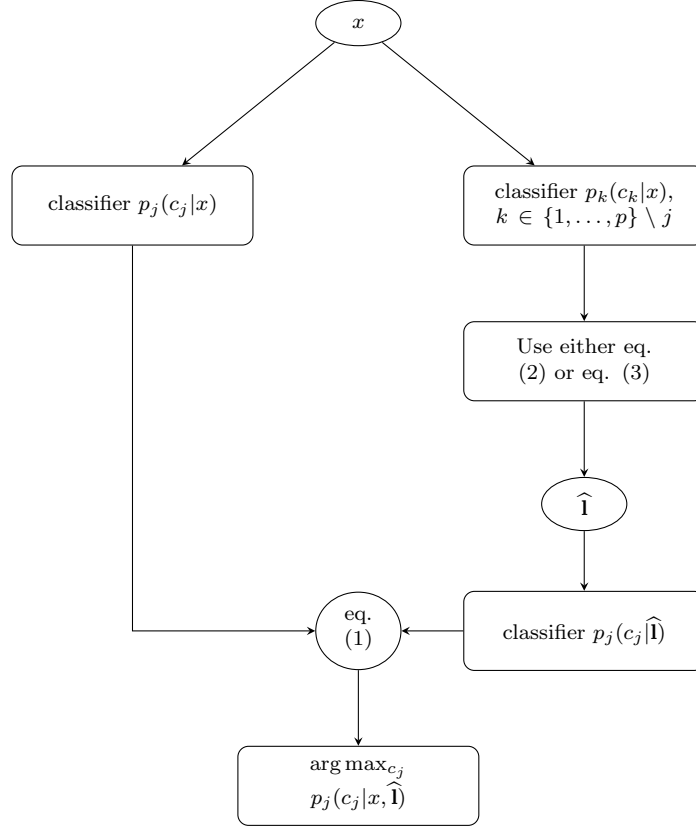 x
classifier p_j(c_j|x)
classifier p_k(c_k|x),
k ∈ {1, . . . , p} \ j
Use either eq.
(2) or eq. (3)
l̂
eq.
(1)
classifier p_j(c_j|l̂)
arg max_{c_j}
p_j(c_j|x, l̂)